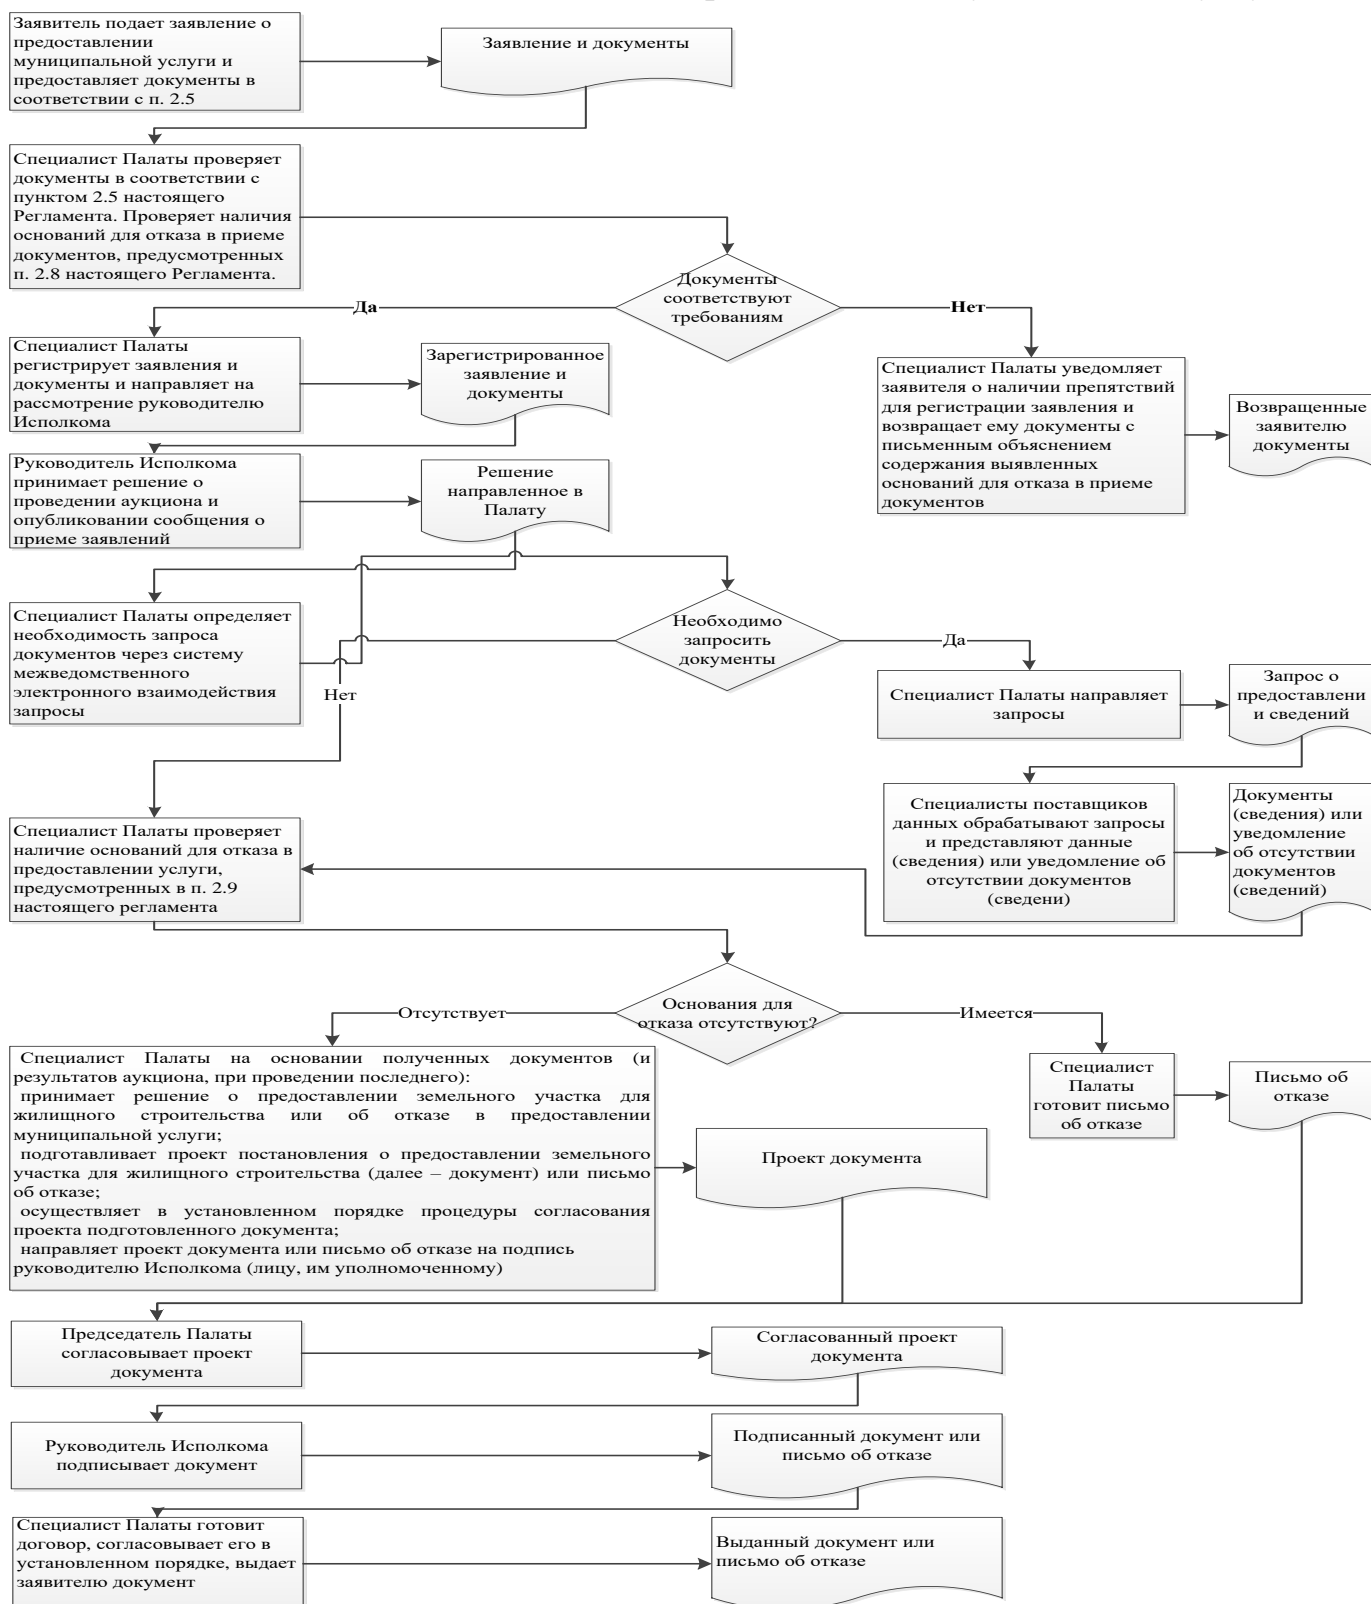 Заявитель подает заявление о
предоставлении
муниципальной услуги и
предоставляет документы в
соответствии с п. 2.5
Заявление и документы
Специалист Палаты проверяет
документы в соответствии с
пунктом 2.5 настоящего
Регламента. Проверяет наличия
оснований для отказа в приеме
документов, предусмотренных
п. 2.8 настоящего Регламента.
Документы
соответствуют
требованиям
Да
Нет
Специалист Палаты
регистрирует заявления и
документы и направляет на
рассмотрение руководителю
Исполкома
Зарегистрированное
заявление и
документы
Специалист Палаты уведомляет
заявителя о наличии препятствий
для регистрации заявления и
возвращает ему документы с
письменным объяснением
содержания выявленных
оснований для отказа в приеме
документов
Возвращенные
заявителю
документы
Руководитель Исполкома
принимает решение о
проведении аукциона и
опубликовании сообщения о
приеме заявлений
Решение
направленное в
Палату
Специалист Палаты определяет
необходимость запроса
документов через систему
межведомственного
электронного взаимодействия
запросы
Необходимо
запросить
документы
Да
Нет
Специалист Палаты направляет
запросы
Запрос о
предоставлени
и сведений
Специалисты поставщиков
данных обрабатывают запросы
и представляют данные
(сведения) или уведомление об
отсутствии документов
(сведени)
Документы
(сведения) или
уведомление
об отсутствии
документов
(сведений)
Специалист Палаты проверяет
наличие оснований для отказа в
предоставлении услуги,
предусмотренных в п. 2.9
настоящего регламента
Основания для
отказа отсутствуют?
Отсутствует
Имеется
Специалист Палаты на основании полученных документов (и
результатов аукциона, при проведении последнего):
принимает решение о предоставлении земельного участка для
жилищного строительства или об отказе в предоставлении
муниципальной услуги;
подготавливает проект постановления о предоставлении земельного
участка для жилищного строительства (далее – документ) или письмо
об отказе;
осуществляет в установленном порядке процедуры согласования
проекта подготовленного документа;
направляет проект документа или письмо об отказе на подпись
руководителю Исполкома (лицу, им уполномоченному)
Проект документа
Специалист
Палаты
готовит письмо
об отказе
Письмо об
отказе
Председатель Палаты
согласовывает проект
документа
Согласованный проект
документа
Руководитель Исполкома
подписывает документ
Подписанный документ или
письмо об отказе
Специалист Палаты готовит
договор, согласовывает его в
установленном порядке, выдает
заявителю документ
Выданный документ или
письмо об отказе